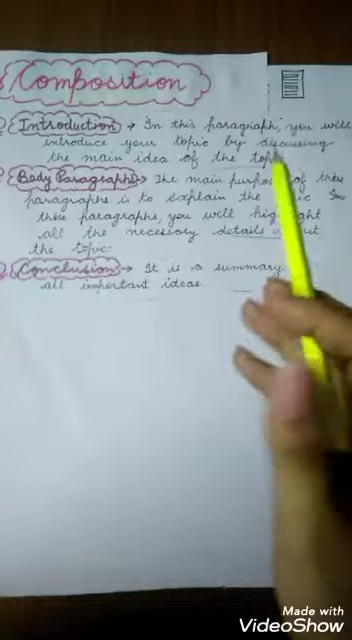 Composition
Introduction → In this paragraph, you will
introduce your topic by discussing
the main idea of the
Body Paragraphs → The main of these
paragraphs is to explain the In
these paragraphs, you will
all the necessary details
the topic.
Conclusion → It is a summary
all important ideas
Made with
VideoShow